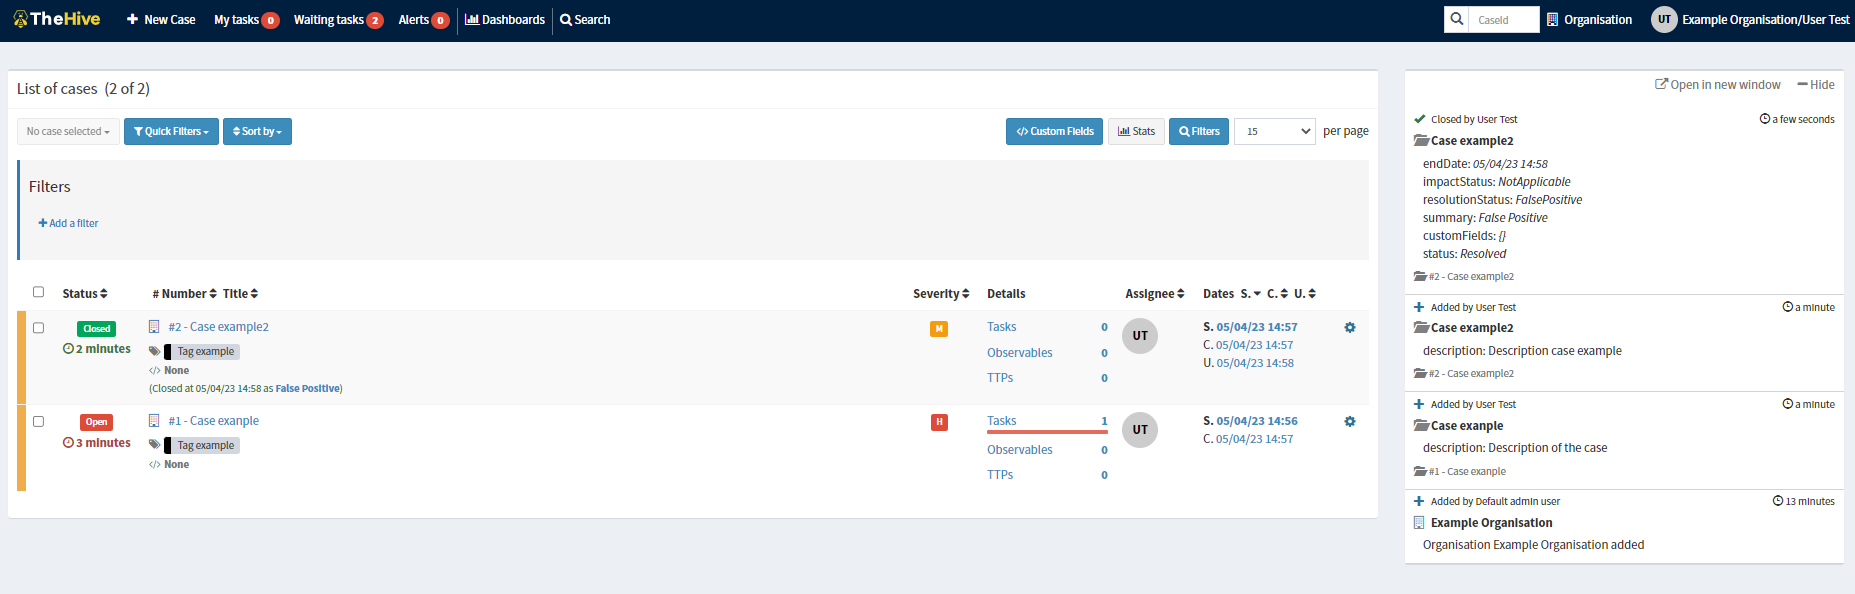 TheHive + New Case My tasks 0 Waiting tasks 2 Alerts 0 Dashboards Search CaseId Organisation UT Example Organisation/User Test
List of cases (2 of 2)
No case selected Quick Filters Sort by </> Custom Fields Stats Filters 15 per page
Filters
+ Add a filter
Status # Number Title Severity Details Assignee Dates S. C. U.
Closed #2 - Case example2 M Tasks 0 UT S. 05/04/23 14:57
2 minutes Tag example Observables 0 C. 05/04/23 14:57
</> None TTPs 0 U. 05/04/23 14:58
(Closed at 05/04/23 14:58 as False Positive)
Open #1 - Case exanple H Tasks 1 UT S. 05/04/23 14:56
3 minutes Tag example Observables 0 C. 05/04/23 14:57
</> None TTPs 0
Open in new window Hide
Closed by User Test a few seconds
Case example2
endDate: 05/04/23 14:58
impactStatus: NotApplicable
resolutionStatus: FalsePositive
summary: False Positive
customFields: {}
status: Resolved
#2 - Case example2
+ Added by User Test a minute
Case example2
description: Description case example
#2 - Case example2
+ Added by User Test a minute
Case exanple
description: Description of the case
#1 - Case exanple
+ Added by Default admin user 13 minutes
Example Organisation
Organisation Example Organisation added